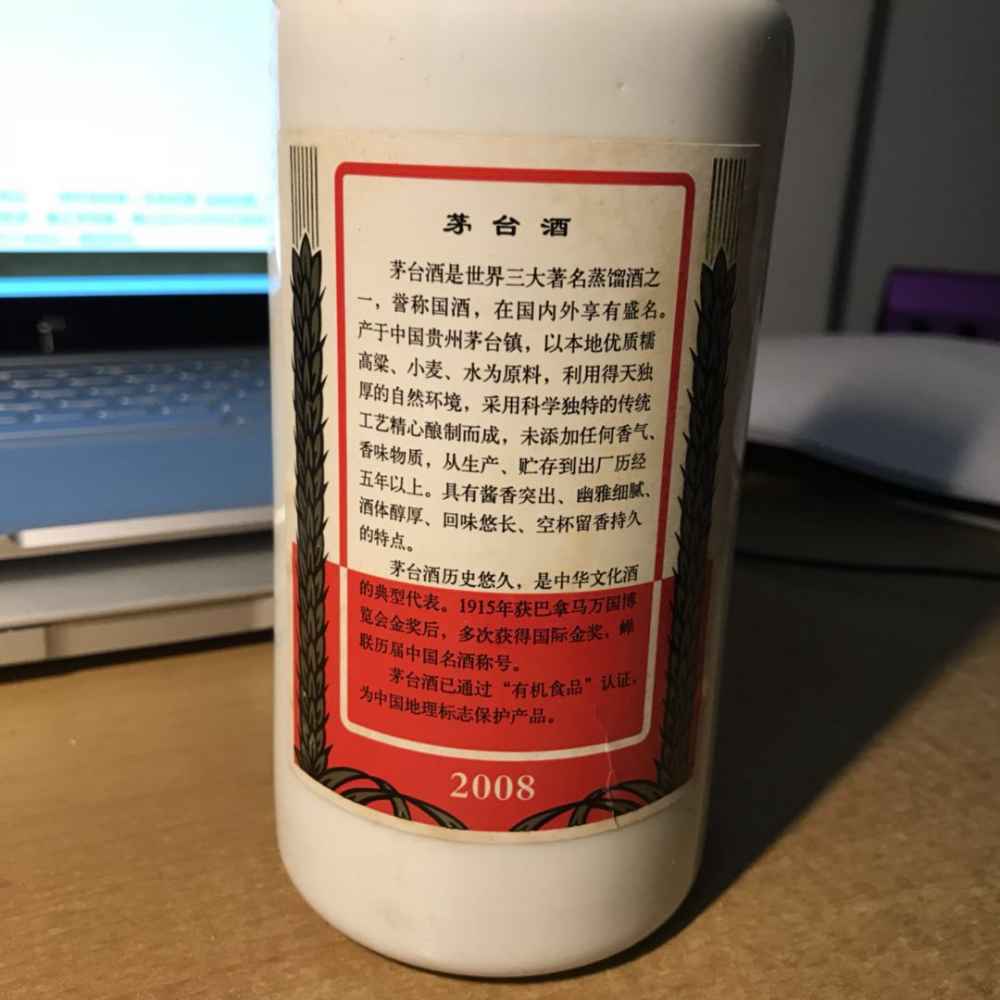 茅台酒
茅台酒是世界三大著名蒸馏酒之
一，誉称国酒，在国内外享有盛名。
产于中国贵州茅台镇，以本地优质糯
高粱、小麦、水为原料，利用得天独
厚的自然环境，采用科学独特的传统
工艺精心酿制而成，未添加任何香气、
香味物质，从生产、贮存到出厂历经
五年以上。具有酱香突出、幽雅细腻、
酒体醇厚、回味悠长、空杯留香持久
的特点。
茅台酒历史悠久，是中华文化酒
的典型代表。1915年获巴拿马万国博
览会金奖后，多次获得国际金奖，蝉
联历届中国名酒称号。
茅台酒已通过“有机食品”认证，
为中国地理标志保护产品。
2008